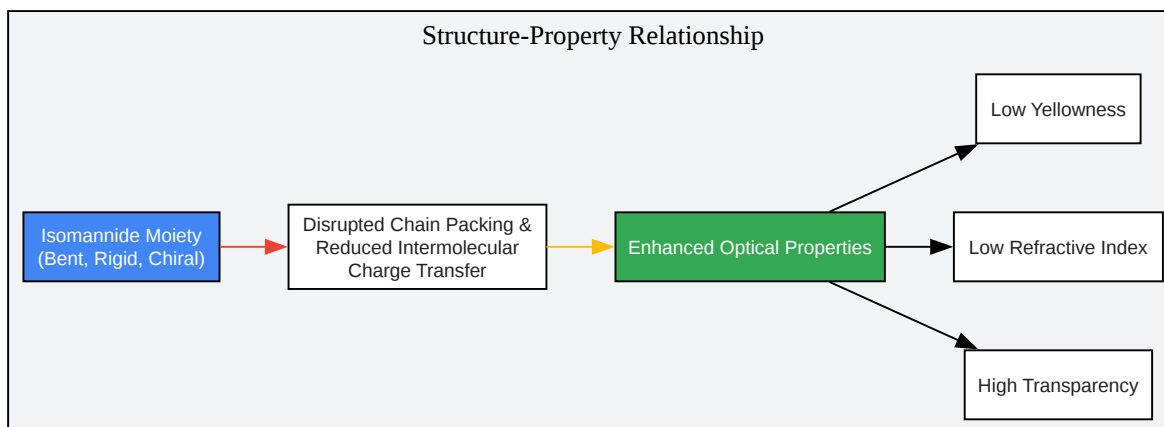 Structure-Property Relationship
Isomannide Moiety
(Bent, Rigid, Chiral)
Disrupted Chain Packing &
Reduced Intermolecular
Charge Transfer
Enhanced Optical Properties
Low Yellowness
Low Refractive Index
High Transparency